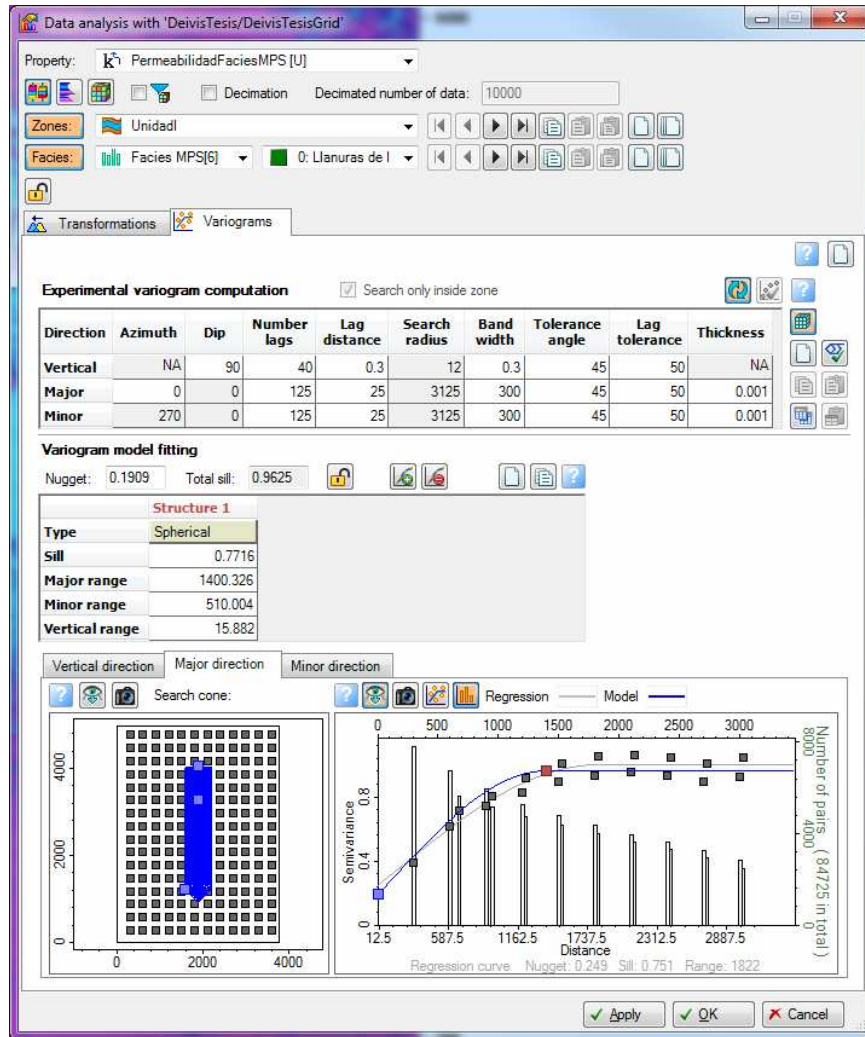 Data analysis with 'DeivisTesis/DeivisTesisGrid'
Property: PermeabilidadFaciesMPS [U]
Decimation Decimated number of data: 10000
Zones: UnidadI
Facies: Facies MPS[6] 0: Llanuras de I
Transformations Variograms
Experimental variogram computation Search only inside zone
Direction Azimuth Dip Number lags Lag distance Search radius Band width Tolerance angle Lag tolerance Thickness
Vertical NA 90 40 0.3 12 0.3 45 50 NA
Major 0 0 125 25 3125 300 45 50 0.001
Minor 270 0 125 25 3125 300 45 50 0.001
Variogram model fitting
Nugget: 0.1909 Total sill: 0.9625
Structure 1
Type Spherical
Sill 0.7716
Major range 1400.326
Minor range 510.004
Vertical range 15.882
Vertical direction Major direction Minor direction
Search cone: Regression Model
0 500 1000 1500 2000 2500 3000
4000
2000
0
0 2000 4000
Semivariance
0.8
0.4
0
8000
4000
0
Number of pairs (84725 in total)
12.5 587.5 1162.5 1737.5 2312.5 2887.5
Distance
Regression curve Nugget: 0.249 Sill: 0.751 Range: 1822
Apply OK Cancel